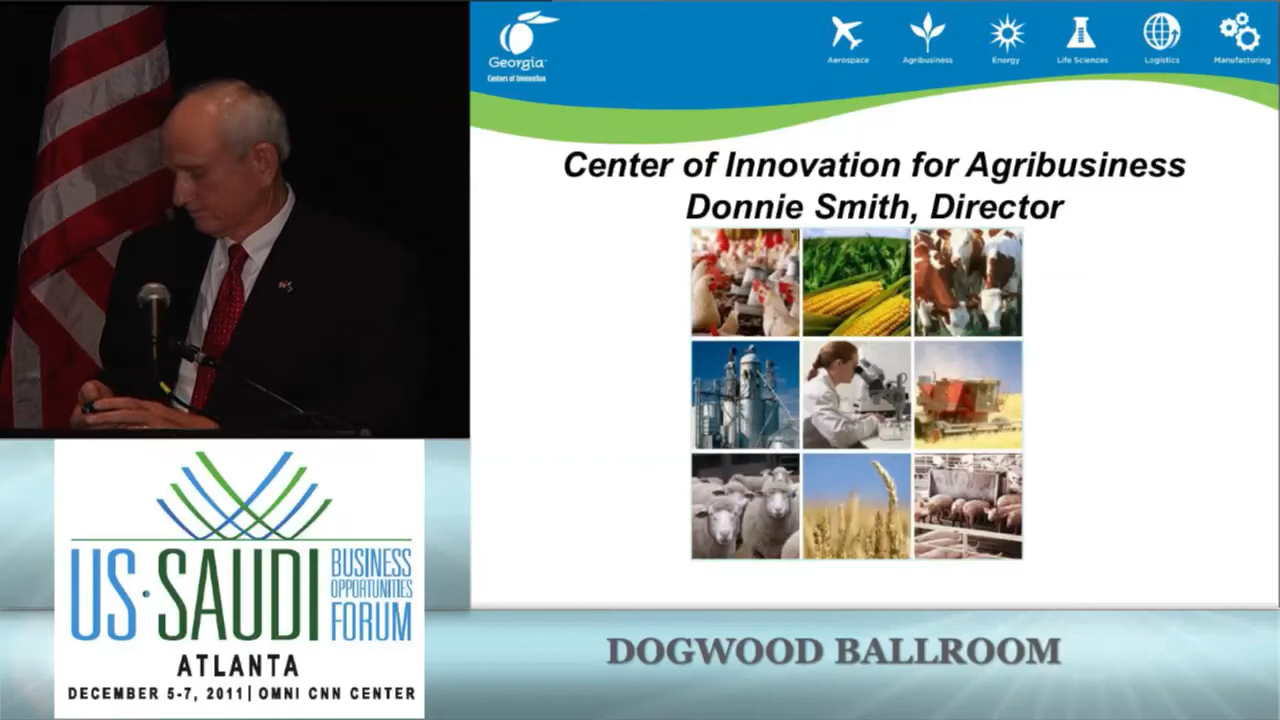 Georgia
Centers of Innovation
Aerospace
Agribusiness
Energy
Life Sciences
Logistics
Manufacturing
Center of Innovation for Agribusiness
Donnie Smith, Director
US·SAUDI
BUSINESS
OPPORTUNITIES
FORUM
ATLANTA
DECEMBER 5-7, 2011| OMNI CNN CENTER
DOGWOOD BALLROOM